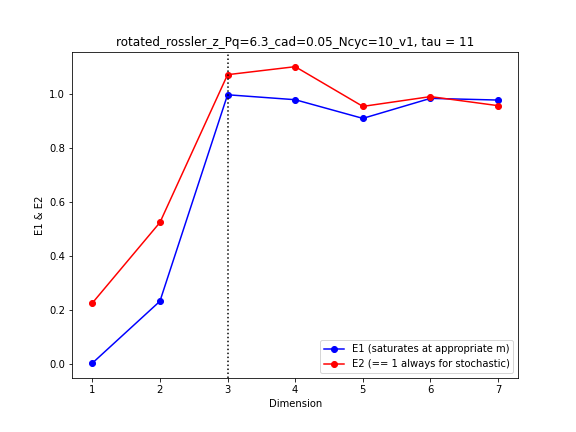 rotated_rossler_z_Pq=6.3_cad=0.05_Ncyc=10_v1, tau = 11
E1 & E2
1.0
0.8
0.6
0.4
0.2
0.0
E1 (saturates at appropriate m)
E2 (== 1 always for stochastic)
1 2 3 4 5 6 7
Dimension